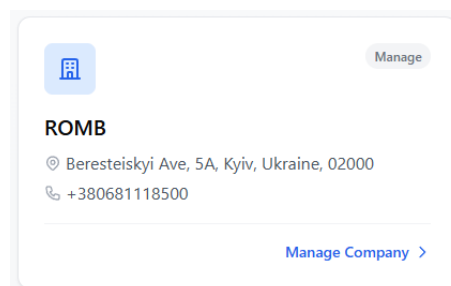 Manage
ROMB
Beresteiskyi Ave, 5A, Kyiv, Ukraine, 02000
+380681118500
Manage Company